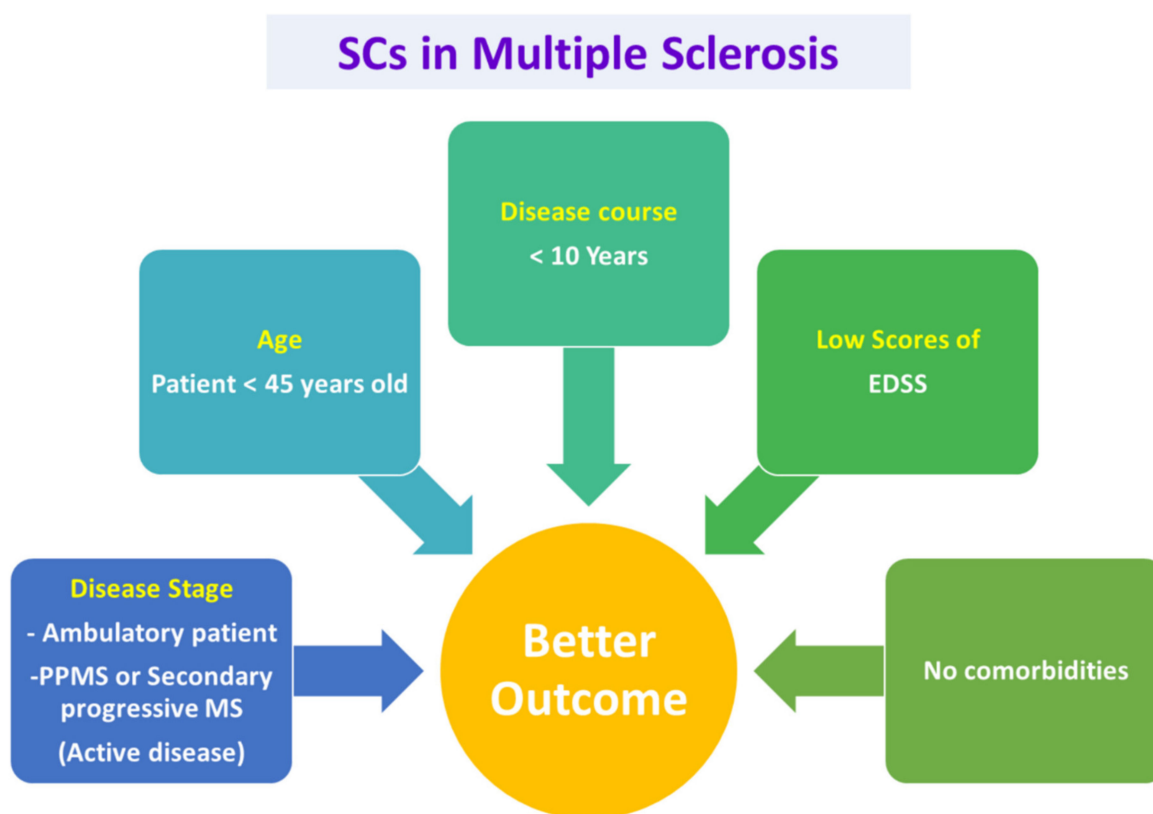 SCs in Multiple Sclerosis
Disease course
< 10 Years
Age
Patient < 45 years old
Low Scores of
EDSS
Disease Stage
- Ambulatory patient
-PPMS or Secondary
progressive MS
(Active disease)
Better
Outcome
No comorbidities